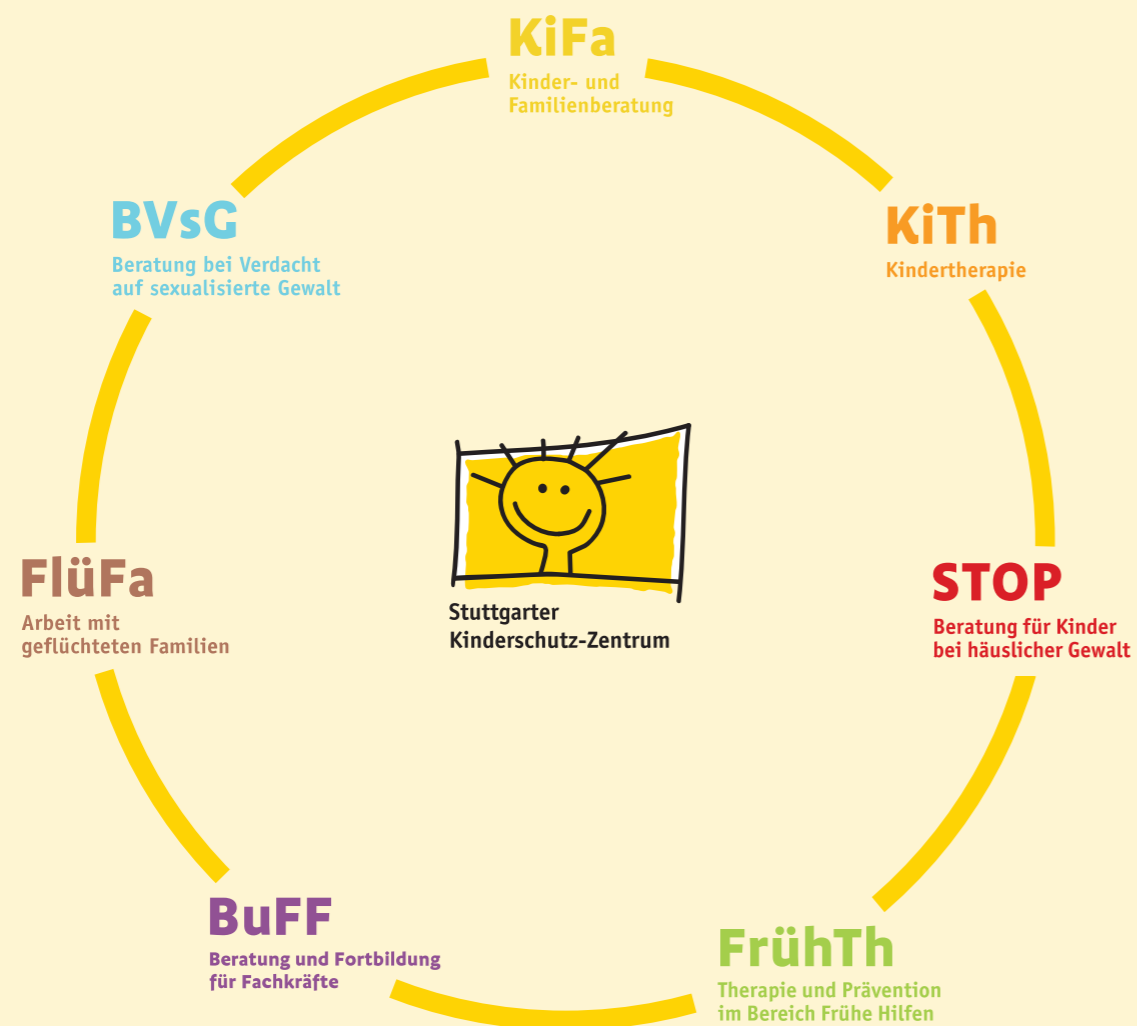 KiFa
Kinder- und
Familienberatung
KiTh
Kindertherapie
STOP
Beratung für Kinder
bei häuslicher Gewalt
FrühTh
Therapie und Prävention
im Bereich Frühe Hilfen
BuFF
Beratung und Fortbildung
für Fachkräfte
FlüFa
Arbeit mit
geflüchteten Familien
BVsG
Beratung bei Verdacht
auf sexualisierte Gewalt
Stuttgarter
Kinderschutz-Zentrum